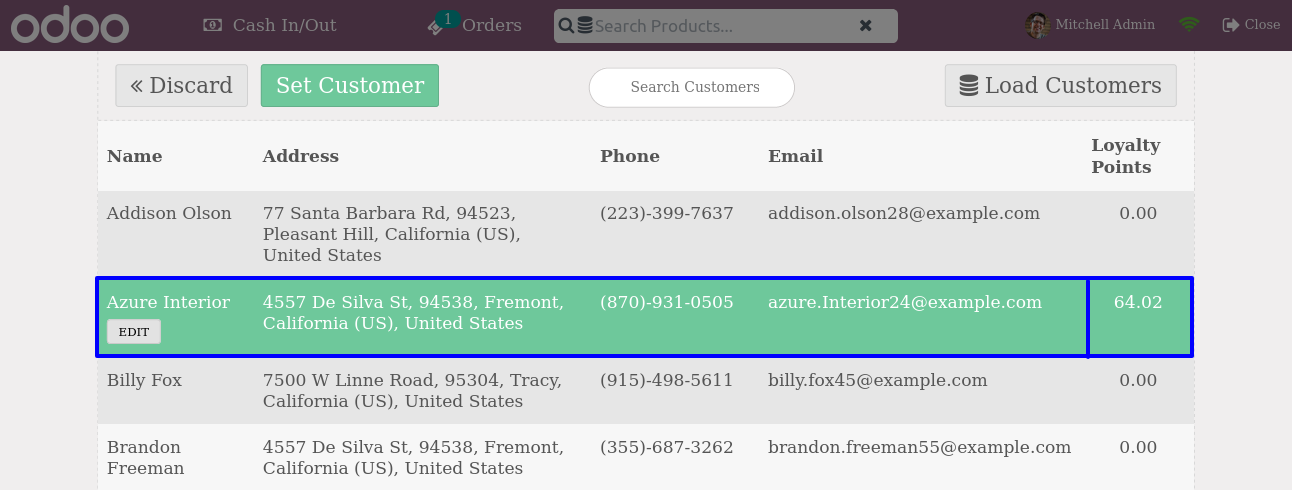 odoo Cash In/Out 1 Orders Search Products... Mitchell Admin Close
Discard Set Customer Search Customers Load Customers
Name Address Phone Email Loyalty
Points
Addison Olson 77 Santa Barbara Rd, 94523, (223)-399-7637 addison.olson28@example.com 0.00
Pleasant Hill, California (US),
United States
Azure Interior 4557 De Silva St, 94538, Fremont, (870)-931-0505 azure.Interior24@example.com 64.02
California (US), United States
EDIT
Billy Fox 7500 W Linne Road, 95304, Tracy, (915)-498-5611 billy.fox45@example.com 0.00
California (US), United States
Brandon 4557 De Silva St, 94538, Fremont, (355)-687-3262 brandon.freeman55@example.com 0.00
Freeman California (US), United States